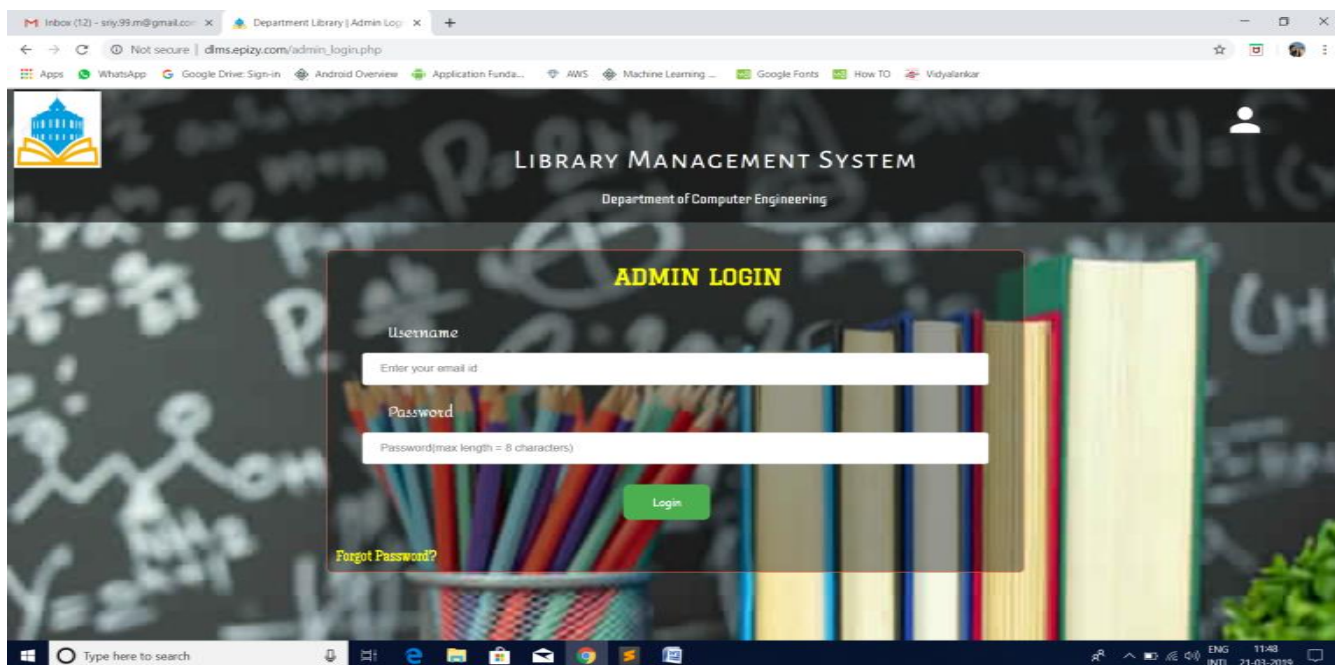 Inbox (12) - sriy.99.m@gmail.com
Department Library | Admin Log
Not secure | dlms.epizy.com/admin_login.php
Apps WhatsApp Google Drive: Sign-in Android Overview Application Funda... AWS Machine Learning ... Google Fonts How TO Vidyalankar
LIBRARY MANAGEMENT SYSTEM
Department of Computer Engineering
ADMIN LOGIN
Username
Enter your email id
Password
Password(max length = 8 characters)
Login
Forgot Password?
Type here to search
ENG 11:48
INTL 21-03-2019